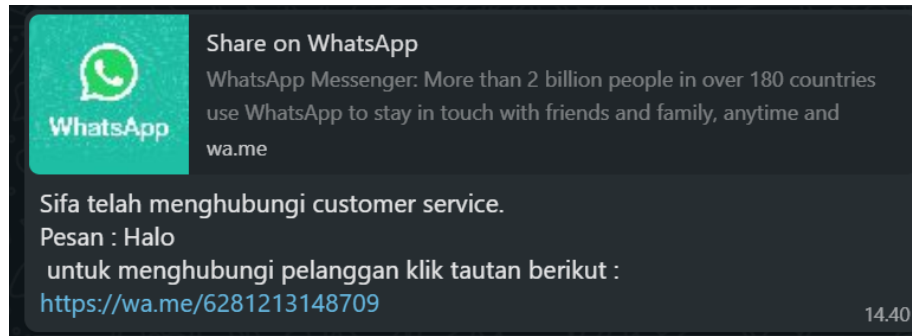 WhatsApp
Share on WhatsApp
WhatsApp Messenger: More than 2 billion people in over 180 countries
use WhatsApp to stay in touch with friends and family, anytime and
wa.me
Sifa telah menghubungi customer service.
Pesan : Halo
untuk menghubungi pelanggan klik tautan berikut :
https://wa.me/6281213148709
14.40